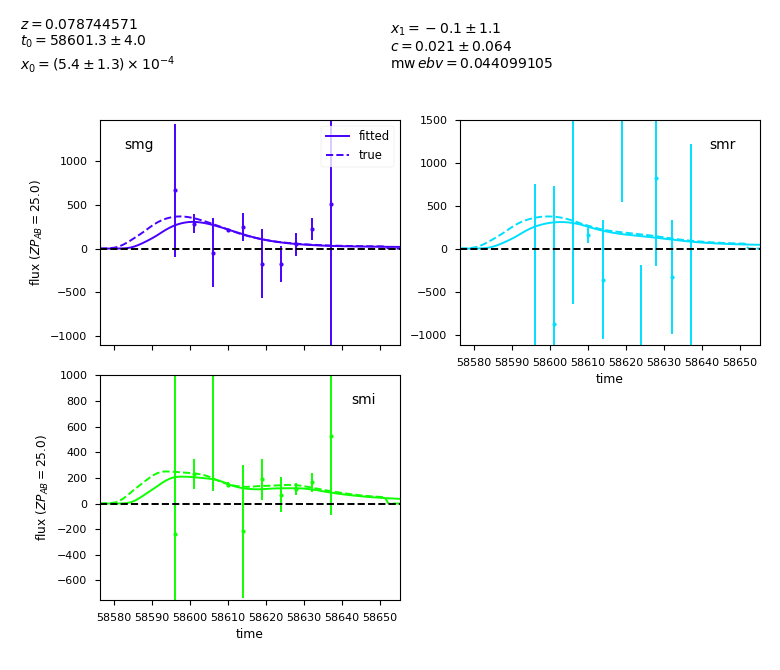 z = 0.078744571
t₀ = 58601.3 ± 4.0
x₀ = (5.4 ± 1.3) × 10⁻⁴
x₁ = −0.1 ± 1.1
c = 0.021 ± 0.064
mw ebv = 0.044099105
smg
fitted
true
flux (ZP_AB = 25.0)
1000
500
0
−500
−1000
smr
1500
1000
500
0
−500
−1000
58580 58590 58600 58610 58620 58630 58640 58650
time
smi
flux (ZP_AB = 25.0)
1000
800
600
400
200
0
−200
−400
−600
58580 58590 58600 58610 58620 58630 58640 58650
time